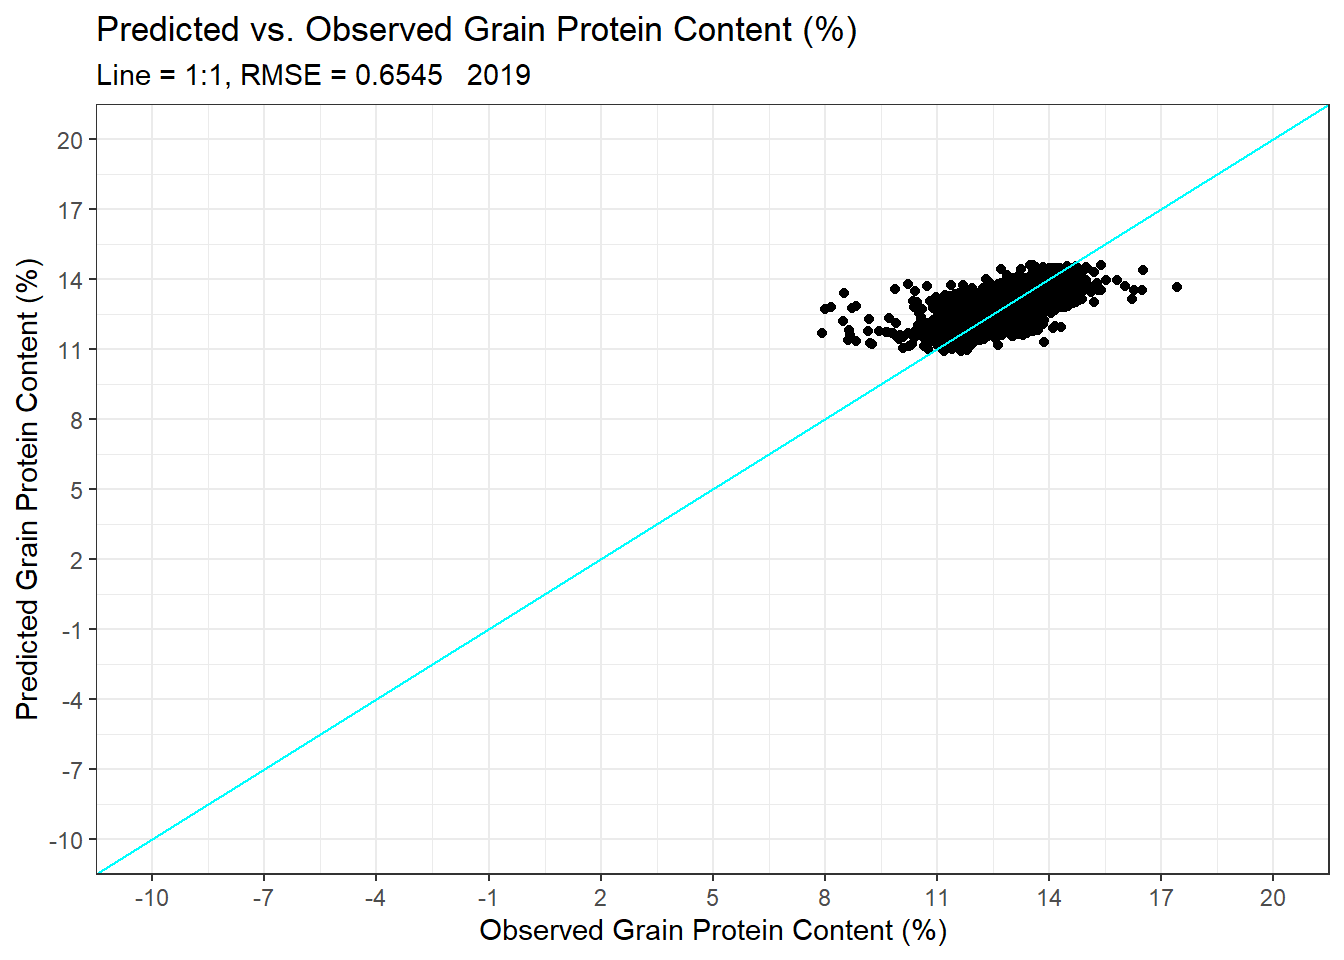 Predicted vs. Observed Grain Protein Content (%)
Line = 1:1, RMSE = 0.6545   2019
Predicted Grain Protein Content (%)
20
17
14
11
8
5
2
-1
-4
-7
-10
-10 -7 -4 -1 2 5 8 11 14 17 20
Observed Grain Protein Content (%)